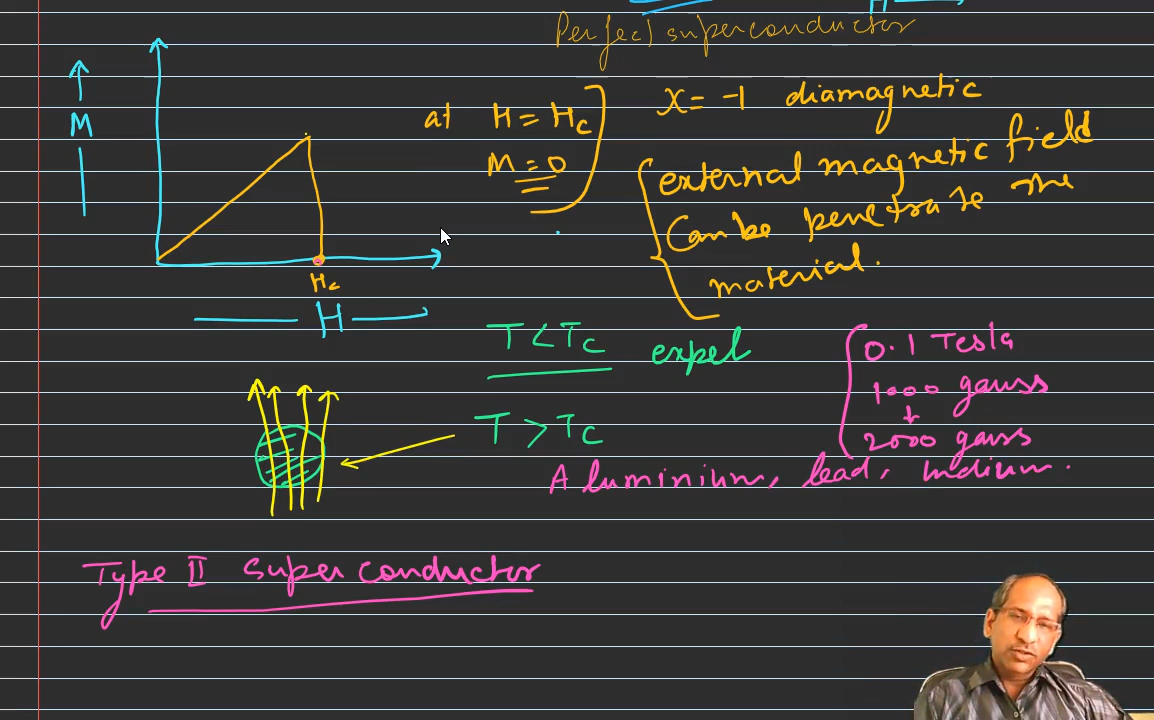 Perfect superconductor
M
at H = Hc
M = 0
χ = -1 diamagnetic
external magnetic field
Can be penetrate the
material.
Hc
H
T < Tc expel
T > Tc
0.1 Tesla
1000 gauss
↓
2000 gauss
Aluminium, lead, Indium.
Type II Superconductor